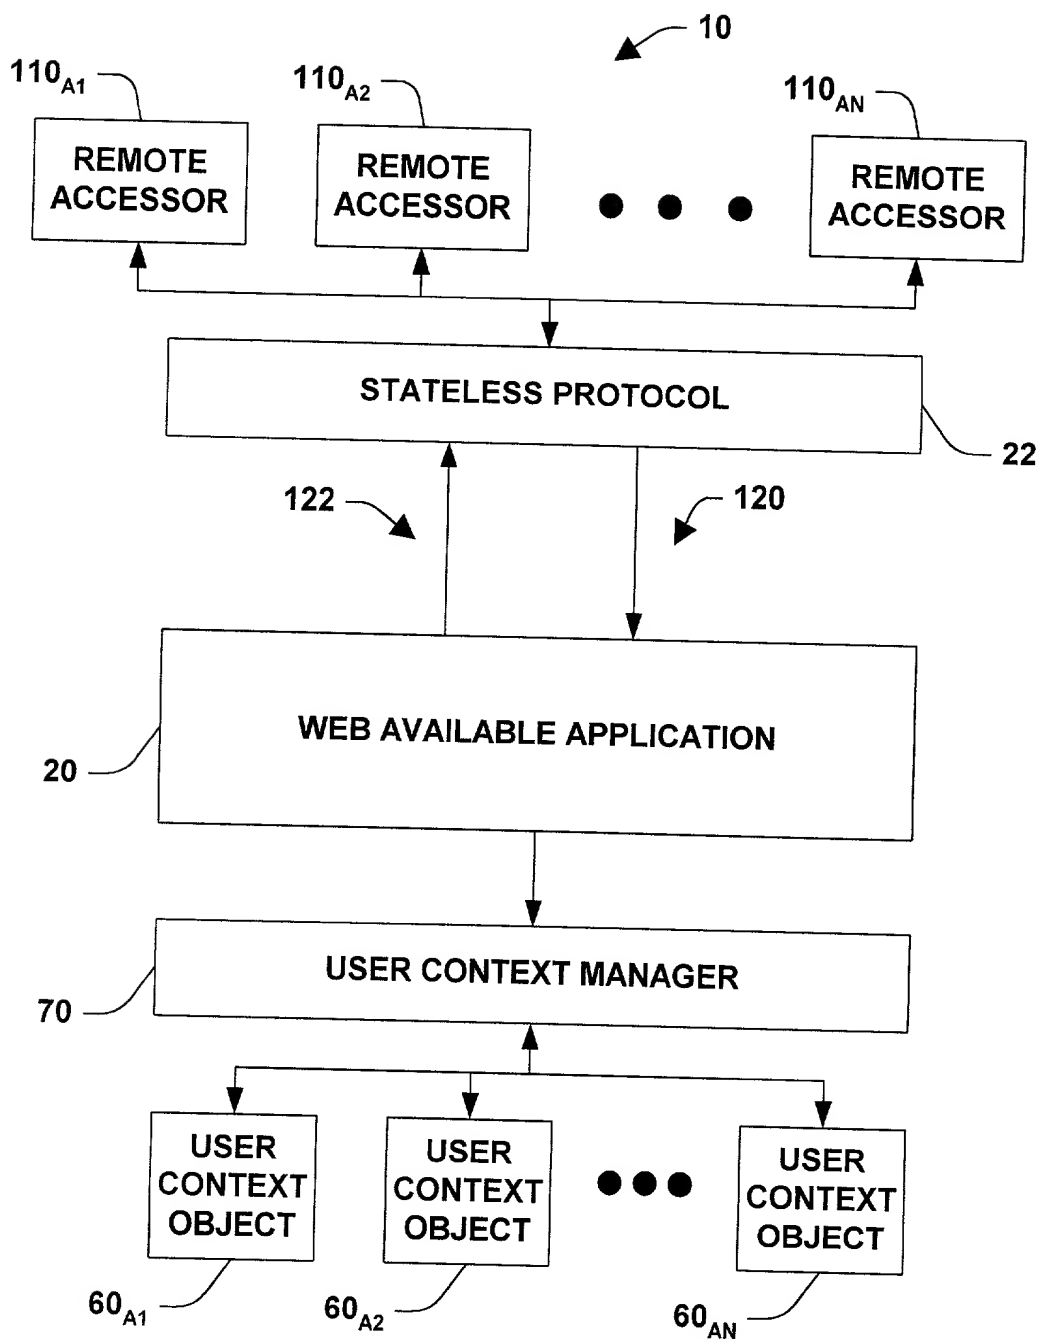 10
110A1
110A2
110AN
REMOTE
ACCESSOR
REMOTE
ACCESSOR
REMOTE
ACCESSOR
STATELESS PROTOCOL
22
122
120
WEB AVAILABLE APPLICATION
20
USER CONTEXT MANAGER
70
USER
CONTEXT
OBJECT
USER
CONTEXT
OBJECT
USER
CONTEXT
OBJECT
60A1
60A2
60AN